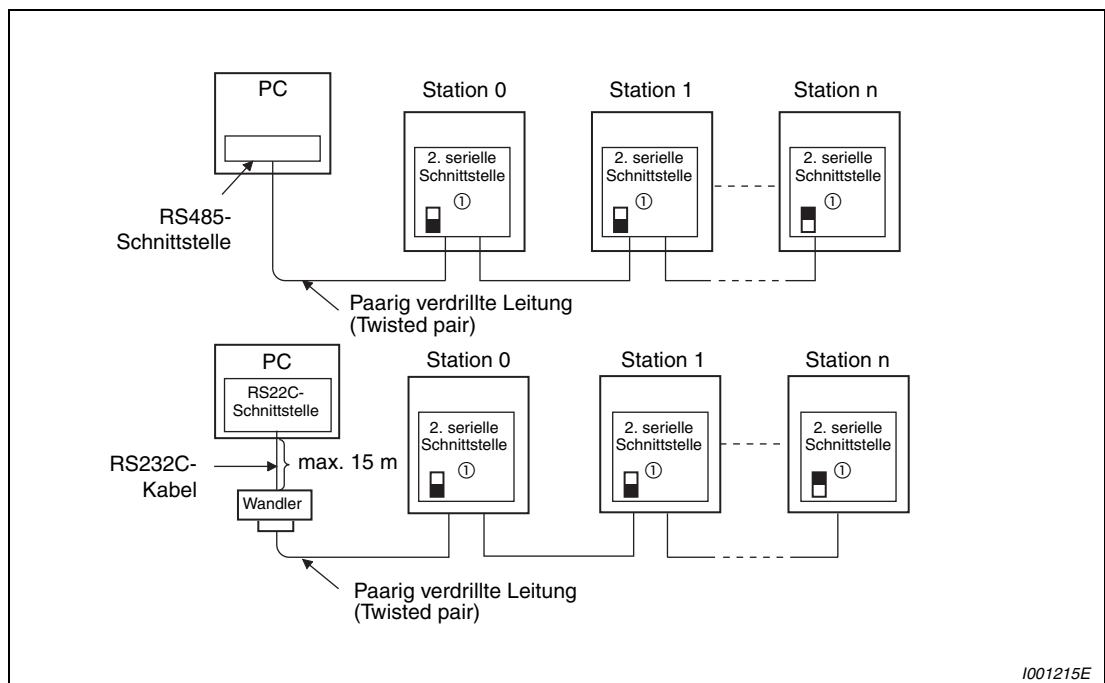 PC
Station 0
Station 1
Station n
2. serielle
Schnittstelle
①
2. serielle
Schnittstelle
①
2. serielle
Schnittstelle
①
RS485-
Schnittstelle
Paarig verdrillte Leitung
(Twisted pair)
PC
Station 0
Station 1
Station n
RS22C-
Schnittstelle
2. serielle
Schnittstelle
①
2. serielle
Schnittstelle
①
2. serielle
Schnittstelle
①
RS232C-
Kabel
max. 15 m
Wandler
Paarig verdrillte Leitung
(Twisted pair)
I001215E